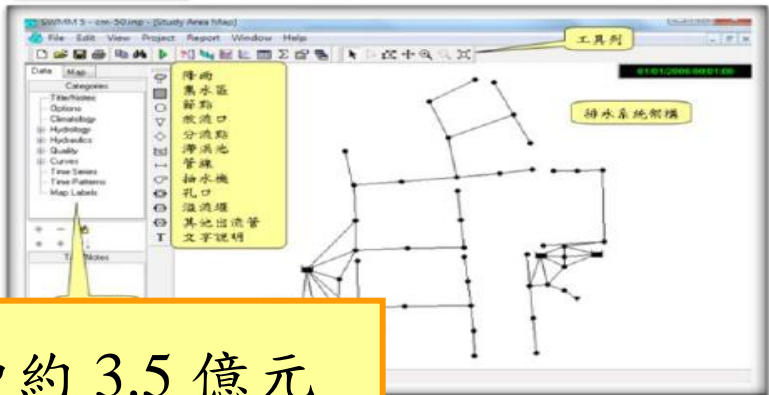 SWMM 5 - cm-50.inp - [Study Area Map]
File Edit View Project Report Window Help
工具列
Data Map
Categories
Title/Notes
Options
Climatology
Hydrology
Hydraulics
Quality
Curves
Time Series
Time Patterns
Map Labels
降雨
集水區
節點
放流口
分流點
滯洪池
管線
抽水機
孔口
溢流堰
其他出流管
T 文字說明
01/01/2006 00:01:00
排水系統架構
約 3.5 億元